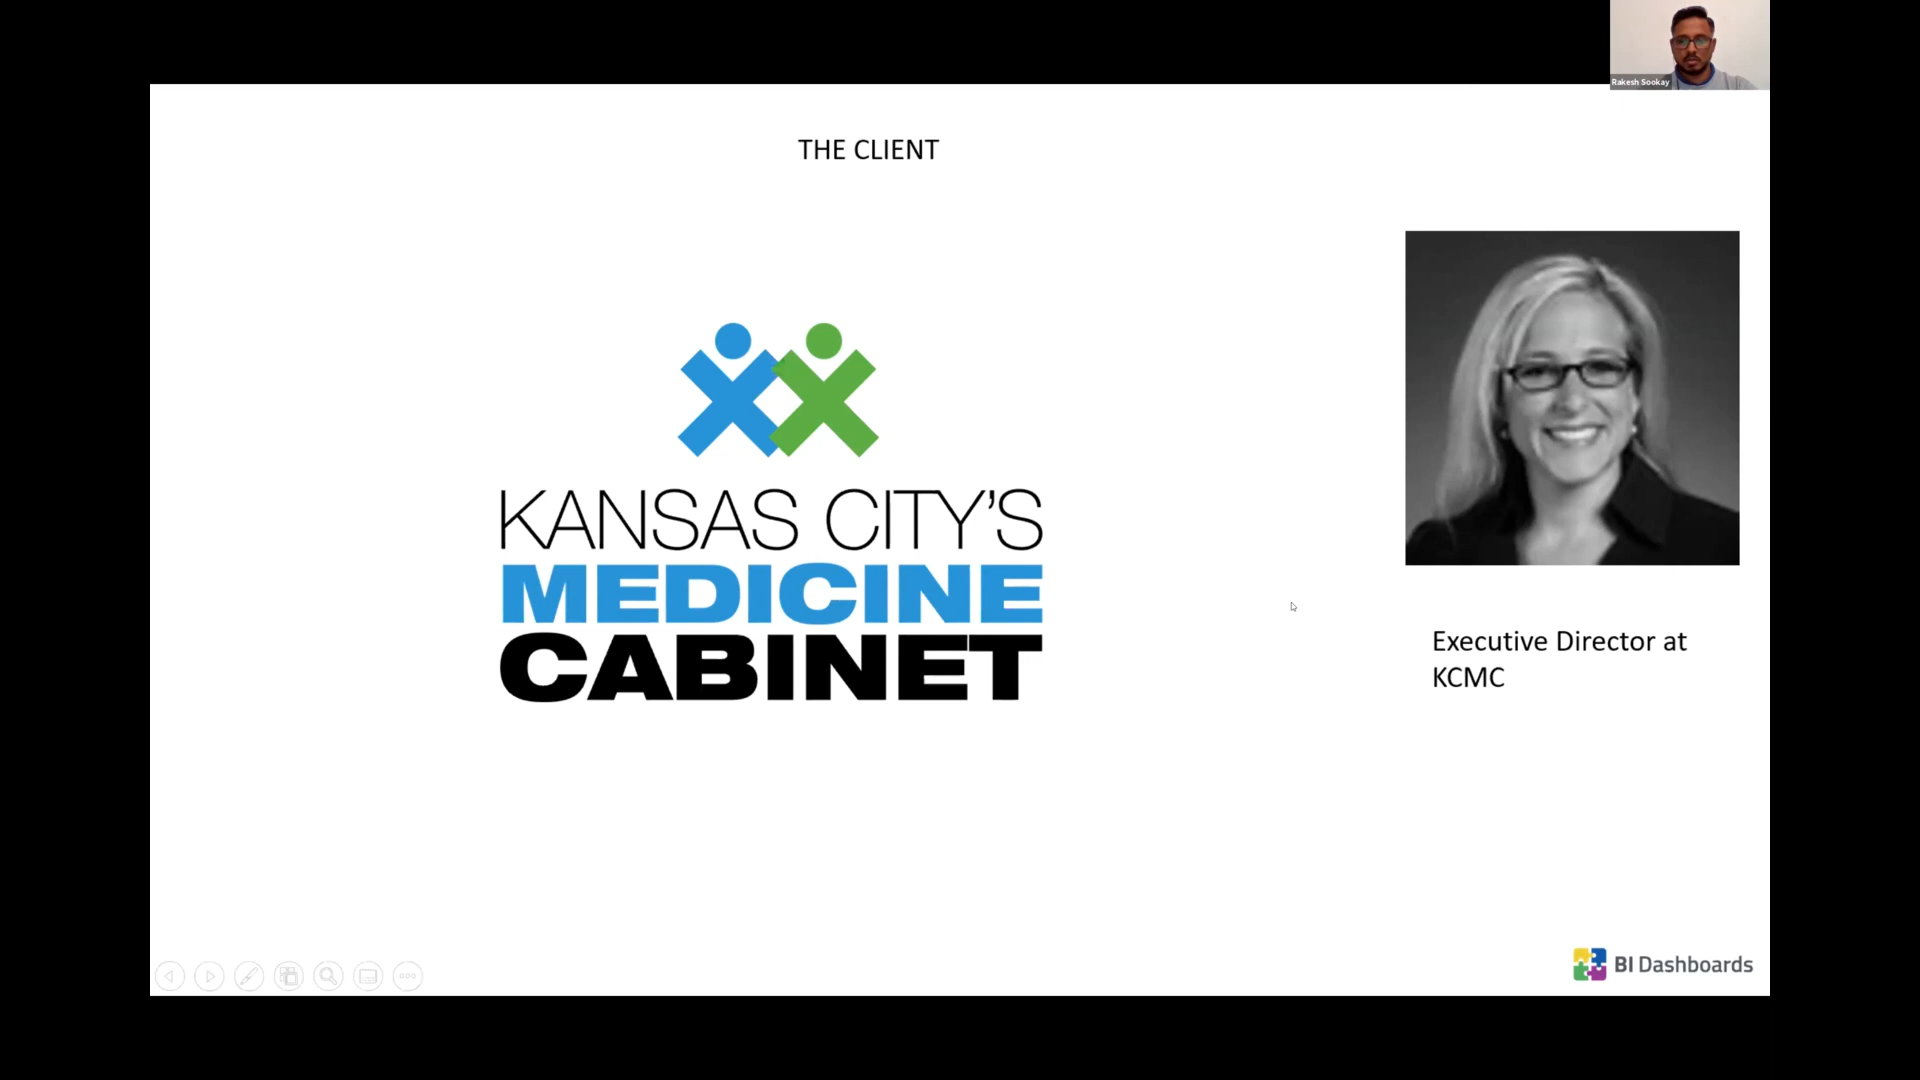 Rakesh Sookay
THE CLIENT
KANSAS CITY'S
MEDICINE
CABINET
Executive Director at
KCMC
BI Dashboards